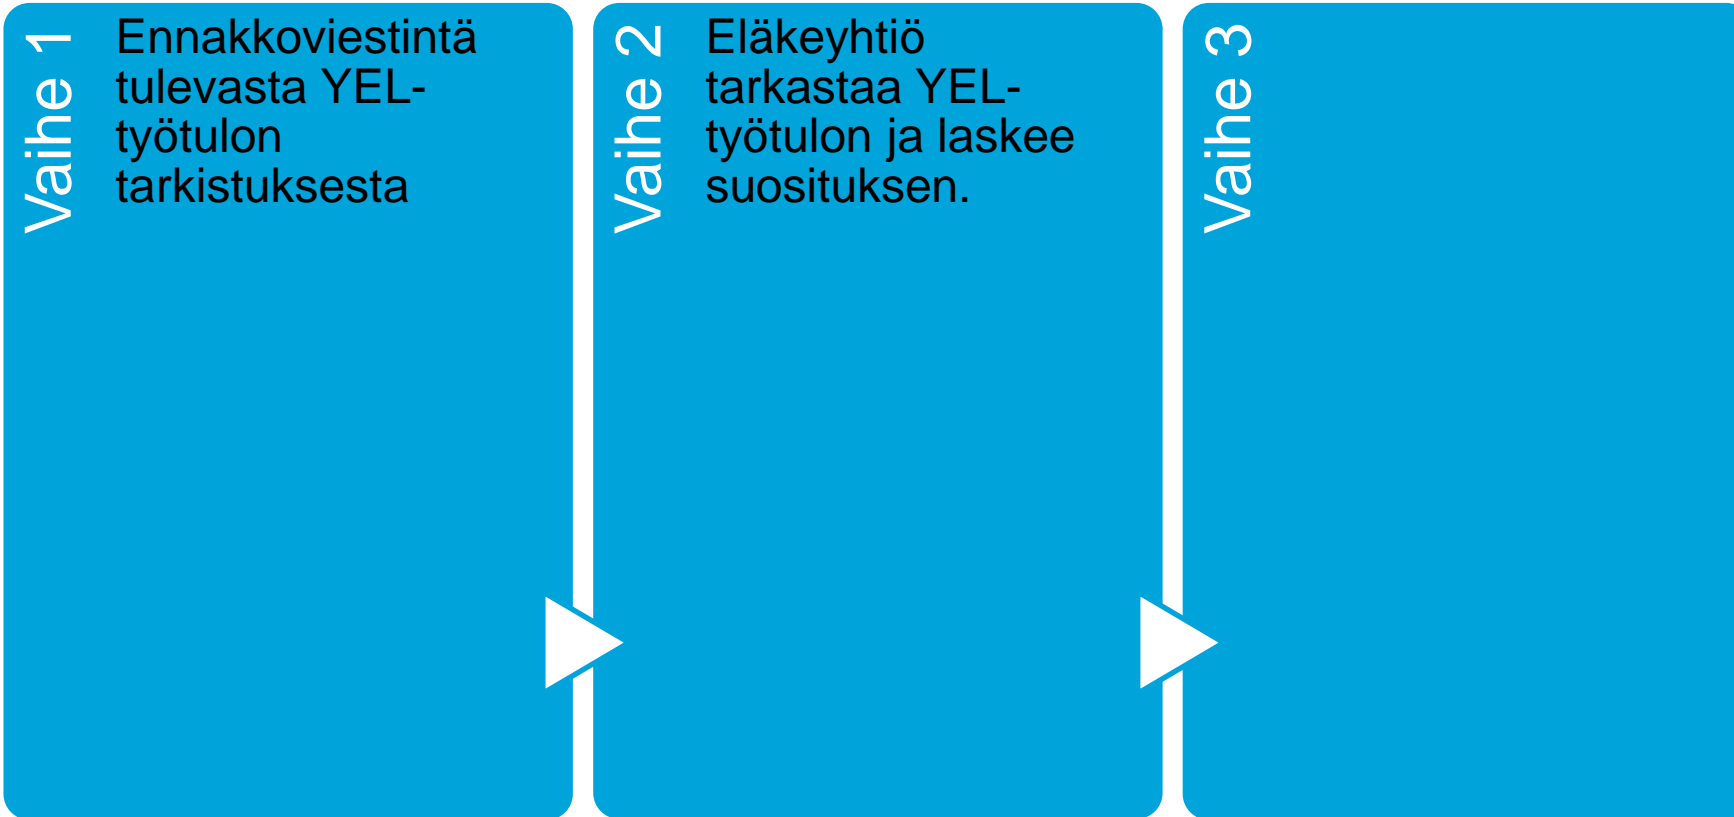 Vaihe 1
Ennakkoviestintä
tulevasta YEL-
työtulon
tarkistuksesta
Vaihe 2
Eläkeyhtiö
tarkastaa YEL-
työtulon ja laskee
suosituksen.
Vaihe 3